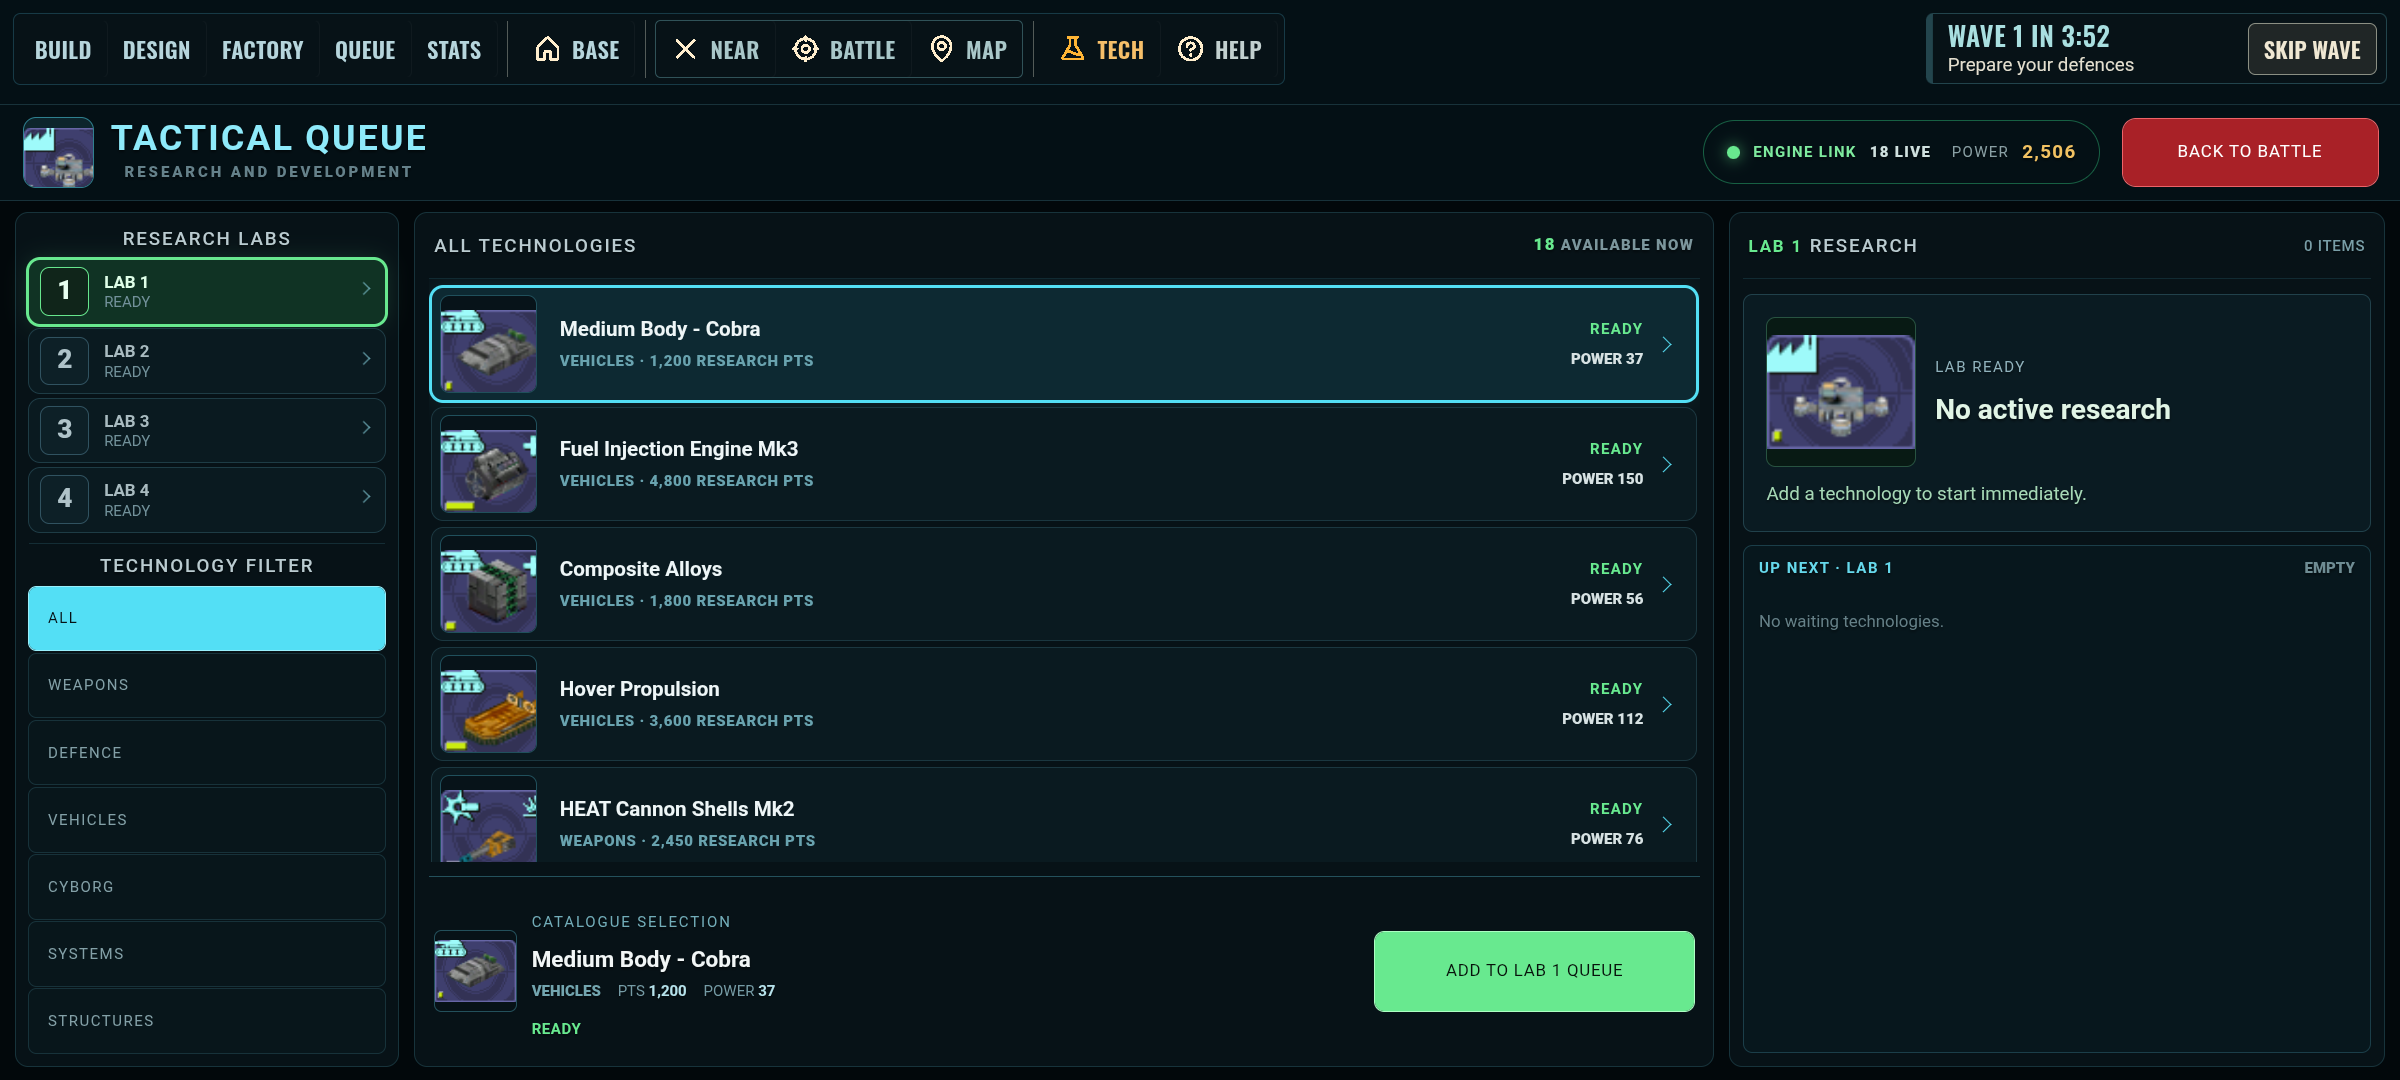 BUILD DESIGN FACTORY QUEUE STATS BASE NEAR BATTLE MAP TECH HELP
WAVE 1 IN 3:52
Prepare your defences
SKIP WAVE
TACTICAL QUEUE
RESEARCH AND DEVELOPMENT
ENGINE LINK 18 LIVE POWER 2,506
BACK TO BATTLE
RESEARCH LABS
1 LAB 1
READY
2 LAB 2
READY
3 LAB 3
READY
4 LAB 4
READY
TECHNOLOGY FILTER
ALL
WEAPONS
DEFENCE
VEHICLES
CYBORG
SYSTEMS
STRUCTURES
ALL TECHNOLOGIES
18 AVAILABLE NOW
Medium Body - Cobra
VEHICLES · 1,200 RESEARCH PTS
READY
POWER 37
Fuel Injection Engine Mk3
VEHICLES · 4,800 RESEARCH PTS
READY
POWER 150
Composite Alloys
VEHICLES · 1,800 RESEARCH PTS
READY
POWER 56
Hover Propulsion
VEHICLES · 3,600 RESEARCH PTS
READY
POWER 112
HEAT Cannon Shells Mk2
WEAPONS · 2,450 RESEARCH PTS
READY
POWER 76
CATALOGUE SELECTION
Medium Body - Cobra
VEHICLES PTS 1,200 POWER 37
READY
ADD TO LAB 1 QUEUE
LAB 1 RESEARCH
0 ITEMS
LAB READY
No active research
Add a technology to start immediately.
UP NEXT · LAB 1
EMPTY
No waiting technologies.